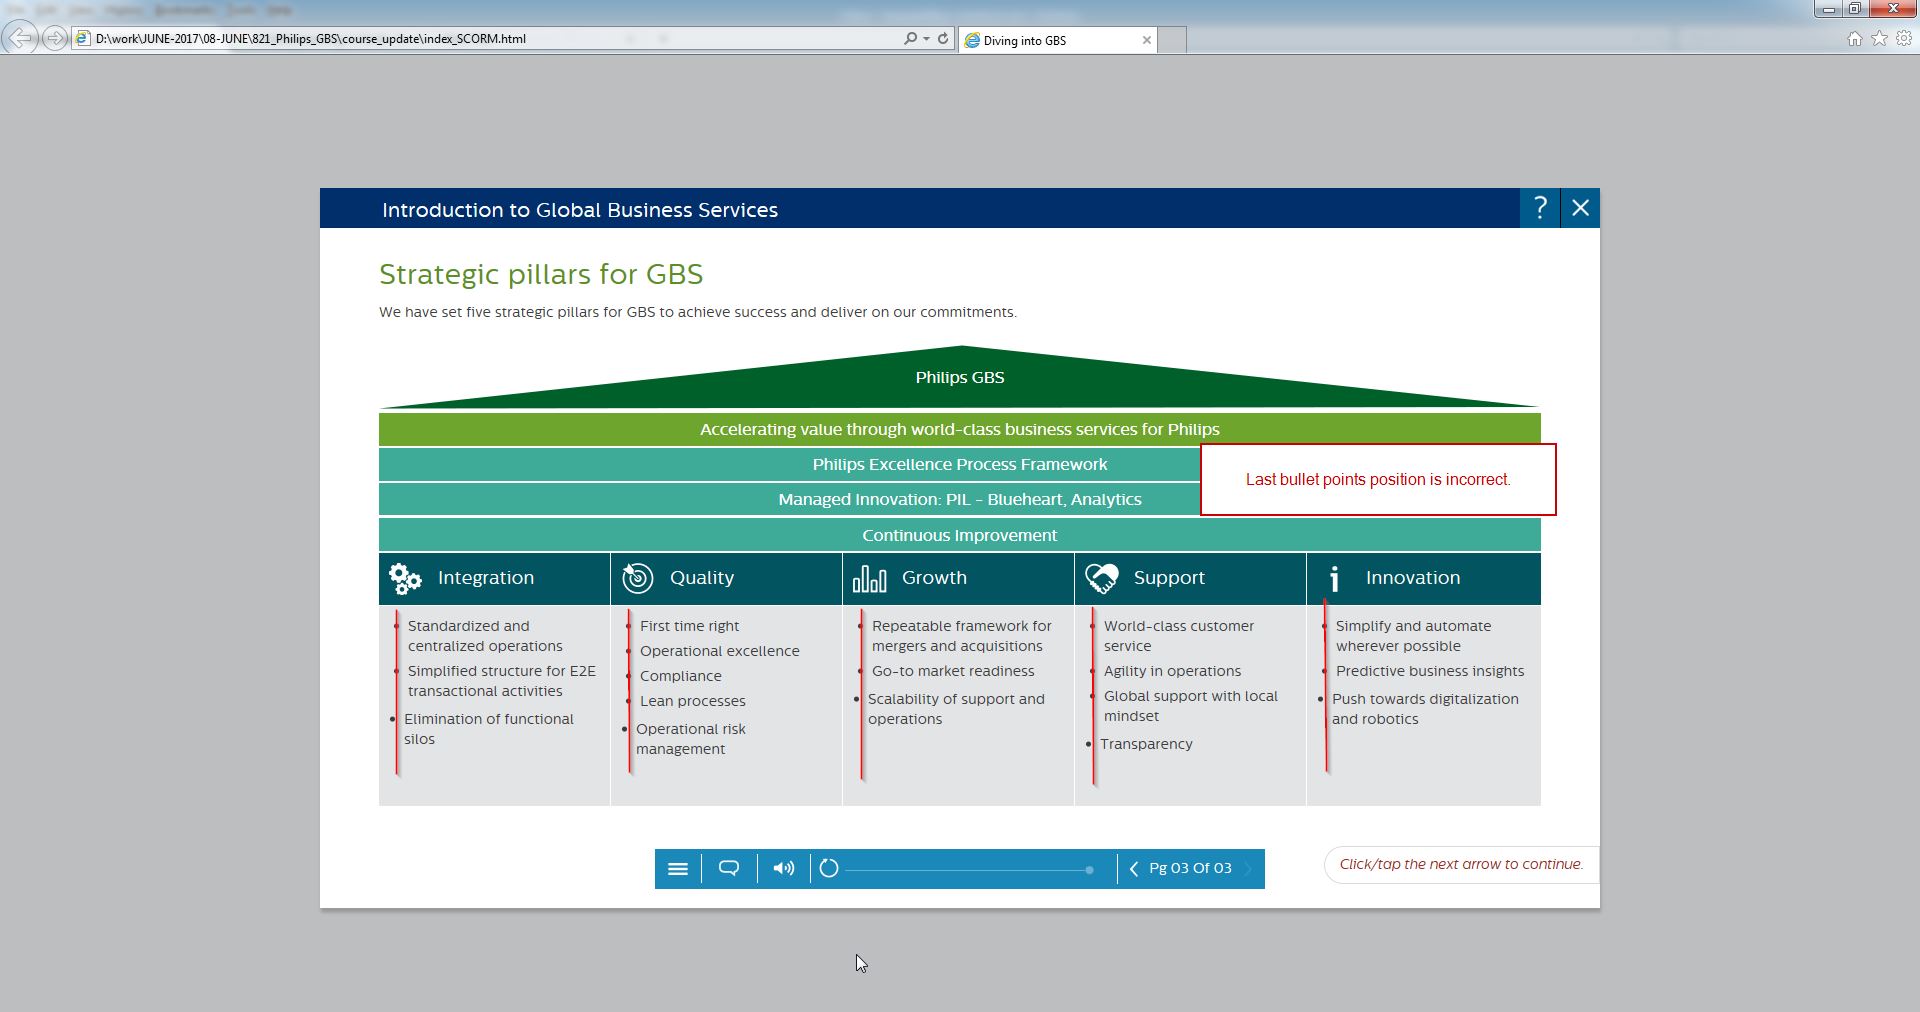 D:\work\JUNE-2017\08-JUNE\821_Philips_GBS\course_update\index_SCORM.html
Diving into GBS
Introduction to Global Business Services
?
Strategic pillars for GBS
We have set five strategic pillars for GBS to achieve success and deliver on our commitments.
Philips GBS
Accelerating value through world-class business services for Philips
Philips Excellence Process Framework
Last bullet points position is incorrect.
Managed Innovation: PIL - Blueheart, Analytics
Continuous Improvement
Integration
• Standardized and
centralized operations
• Simplified structure for E2E
transactional activities
• Elimination of functional
silos
Quality
• First time right
• Operational excellence
• Compliance
• Lean processes
• Operational risk
management
Growth
• Repeatable framework for
mergers and acquisitions
• Go-to market readiness
• Scalability of support and
operations
Support
• World-class customer
service
• Agility in operations
• Global support with local
mindset
• Transparency
Innovation
• Simplify and automate
wherever possible
• Predictive business insights
• Push towards digitalization
and robotics
Pg 03 Of 03
Click/tap the next arrow to continue.